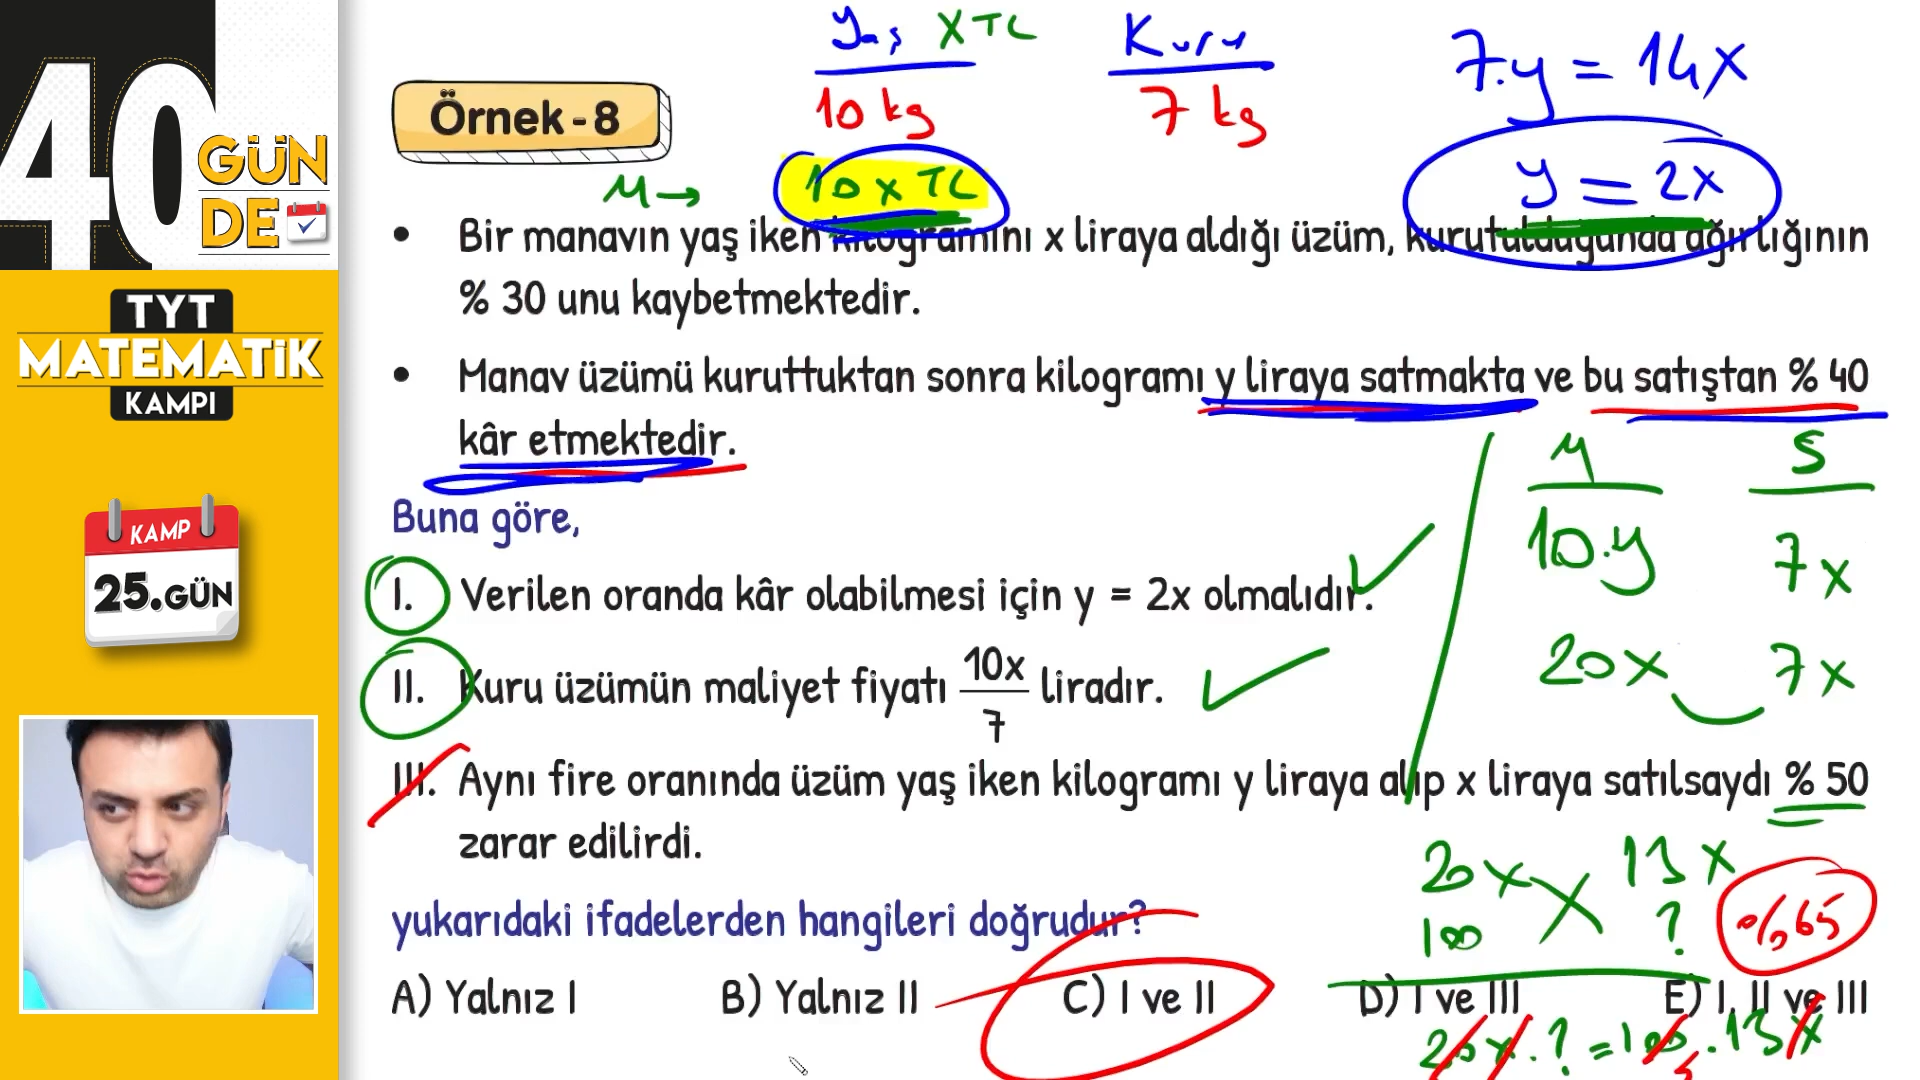 40
GÜN
DE
TYT
MATEMATİK
KAMPI
KAMP
25.GÜN
Yaş X TL
Kuru
7.y = 14x
Örnek - 8
10 kg
7 kg
M → 10x TL
y = 2x
• Bir manavın yaş iken kilogramını x liraya aldığı üzüm, kurutulduğunda ağırlığının
% 30 unu kaybetmektedir.
• Manav üzümü kuruttuktan sonra kilogramı y liraya satmakta ve bu satıştan % 40
kâr etmektedir.
M S
Buna göre,
10.y 7x
I. Verilen oranda kâr olabilmesi için y = 2x olmalıdır.
II. Kuru üzümün maliyet fiyatı 10x/7 liradır.
20x 7x
III. Aynı fire oranında üzüm yaş iken kilogramı y liraya alıp x liraya satılsaydı % 50
zarar edilirdi.
20x 13x
100 ?
%65
yukarıdaki ifadelerden hangileri doğrudur?
A) Yalnız I B) Yalnız II C) I ve II D) I ve III E) I, II ve III
20x.? = 100.13x
5